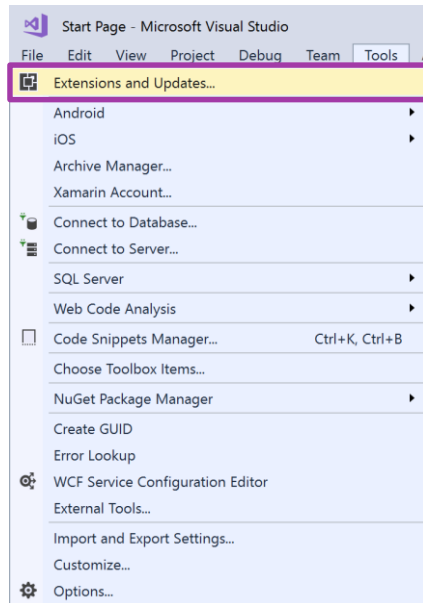 Start Page - Microsoft Visual Studio
File Edit View Project Debug Team Tools
Extensions and Updates...
Android
iOS
Archive Manager...
Xamarin Account...
Connect to Database...
Connect to Server...
SQL Server
Web Code Analysis
Code Snippets Manager... Ctrl+K, Ctrl+B
Choose Toolbox Items...
NuGet Package Manager
Create GUID
Error Lookup
WCF Service Configuration Editor
External Tools...
Import and Export Settings...
Customize...
Options...